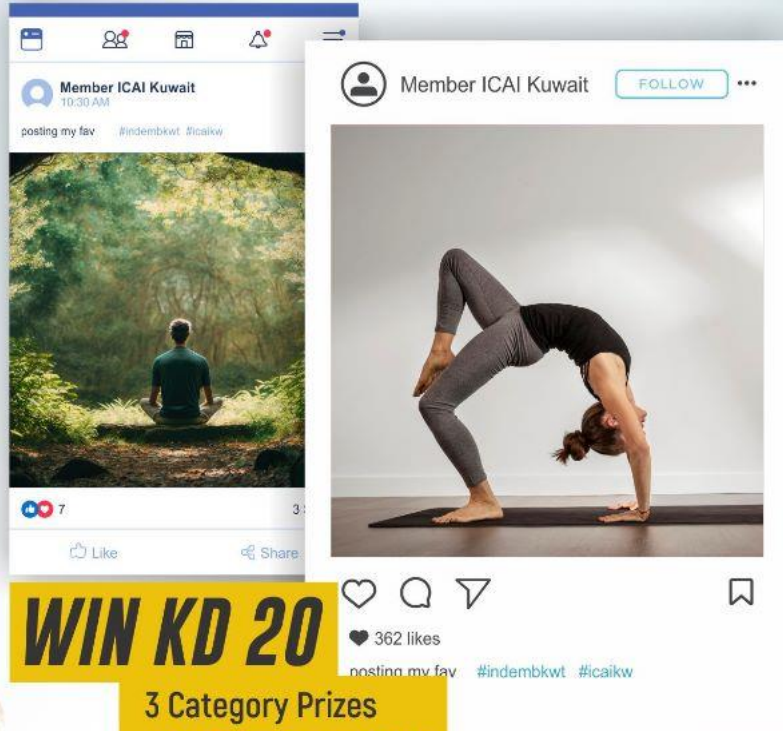 Member ICAI Kuwait
10:30 AM
posting my fav #indembkwt #icaikw
7
3
Like
Share
Member ICAI Kuwait
FOLLOW
362 likes
posting my fav #indembkwt #icaikw
WIN KD 20
3 Category Prizes